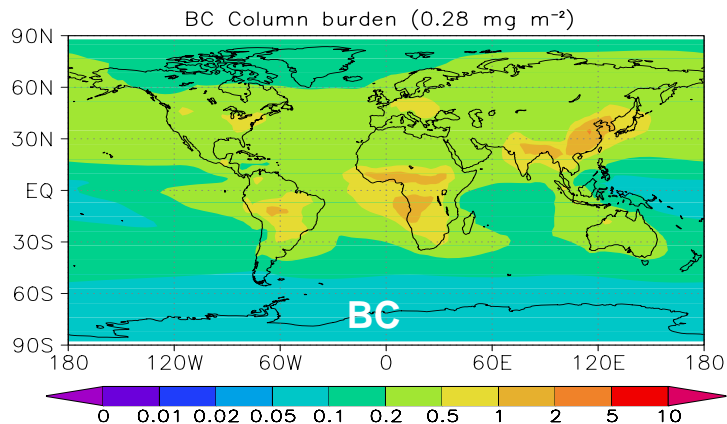 BC Column burden (0.28 mg m⁻²)
90N
60N
30N
EQ
30S
60S
90S
BC
180 120W 60W 0 60E 120E 180
0 0.01 0.02 0.05 0.1 0.2 0.5 1 2 5 10